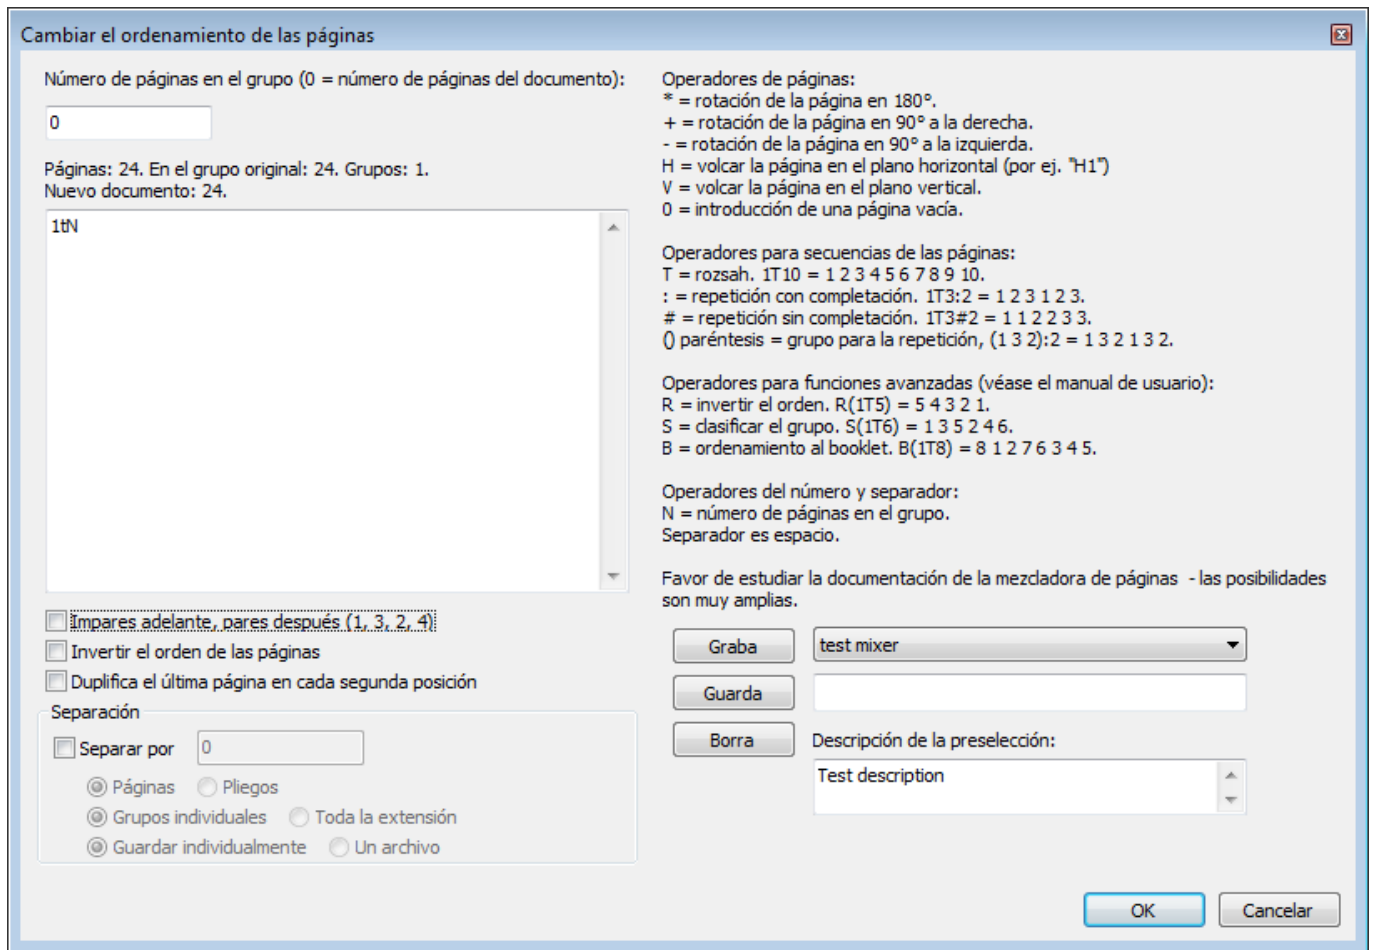 Cambiar el ordenamiento de las páginas
Número de páginas en el grupo (0 = número de páginas del documento):
0
Páginas: 24. En el grupo original: 24. Grupos: 1.
Nuevo documento: 24.
1tN
Impares adelante, pares después (1, 3, 2, 4)
Invertir el orden de las páginas
Duplifica el última página en cada segunda posición
Separación
Separar por 0
Páginas Pliegos
Grupos individuales Toda la extensión
Guardar individualmente Un archivo
Operadores de páginas:
* = rotación de la página en 180°.
+ = rotación de la página en 90° a la derecha.
- = rotación de la página en 90° a la izquierda.
H = volcar la página en el plano horizontal (por ej. "H1")
V = volcar la página en el plano vertical.
0 = introducción de una página vacía.
Operadores para secuencias de las páginas:
T = rozsah. 1T10 = 1 2 3 4 5 6 7 8 9 10.
: = repetición con completación. 1T3:2 = 1 2 3 1 2 3.
# = repetición sin completación. 1T3#2 = 1 1 2 2 3 3.
() paréntesis = grupo para la repetición, (1 3 2):2 = 1 3 2 1 3 2.
Operadores para funciones avanzadas (véase el manual de usuario):
R = invertir el orden. R(1T5) = 5 4 3 2 1.
S = clasificar el grupo. S(1T6) = 1 3 5 2 4 6.
B = ordenamiento al booklet. B(1T8) = 8 1 2 7 6 3 4 5.
Operadores del número y separador:
N = número de páginas en el grupo.
Separador es espacio.
Favor de estudiar la documentación de la mezcladora de páginas - las posibilidades
son muy amplias.
Graba test mixer
Guarda
Borra Descripción de la preselección:
Test description
OK Cancelar